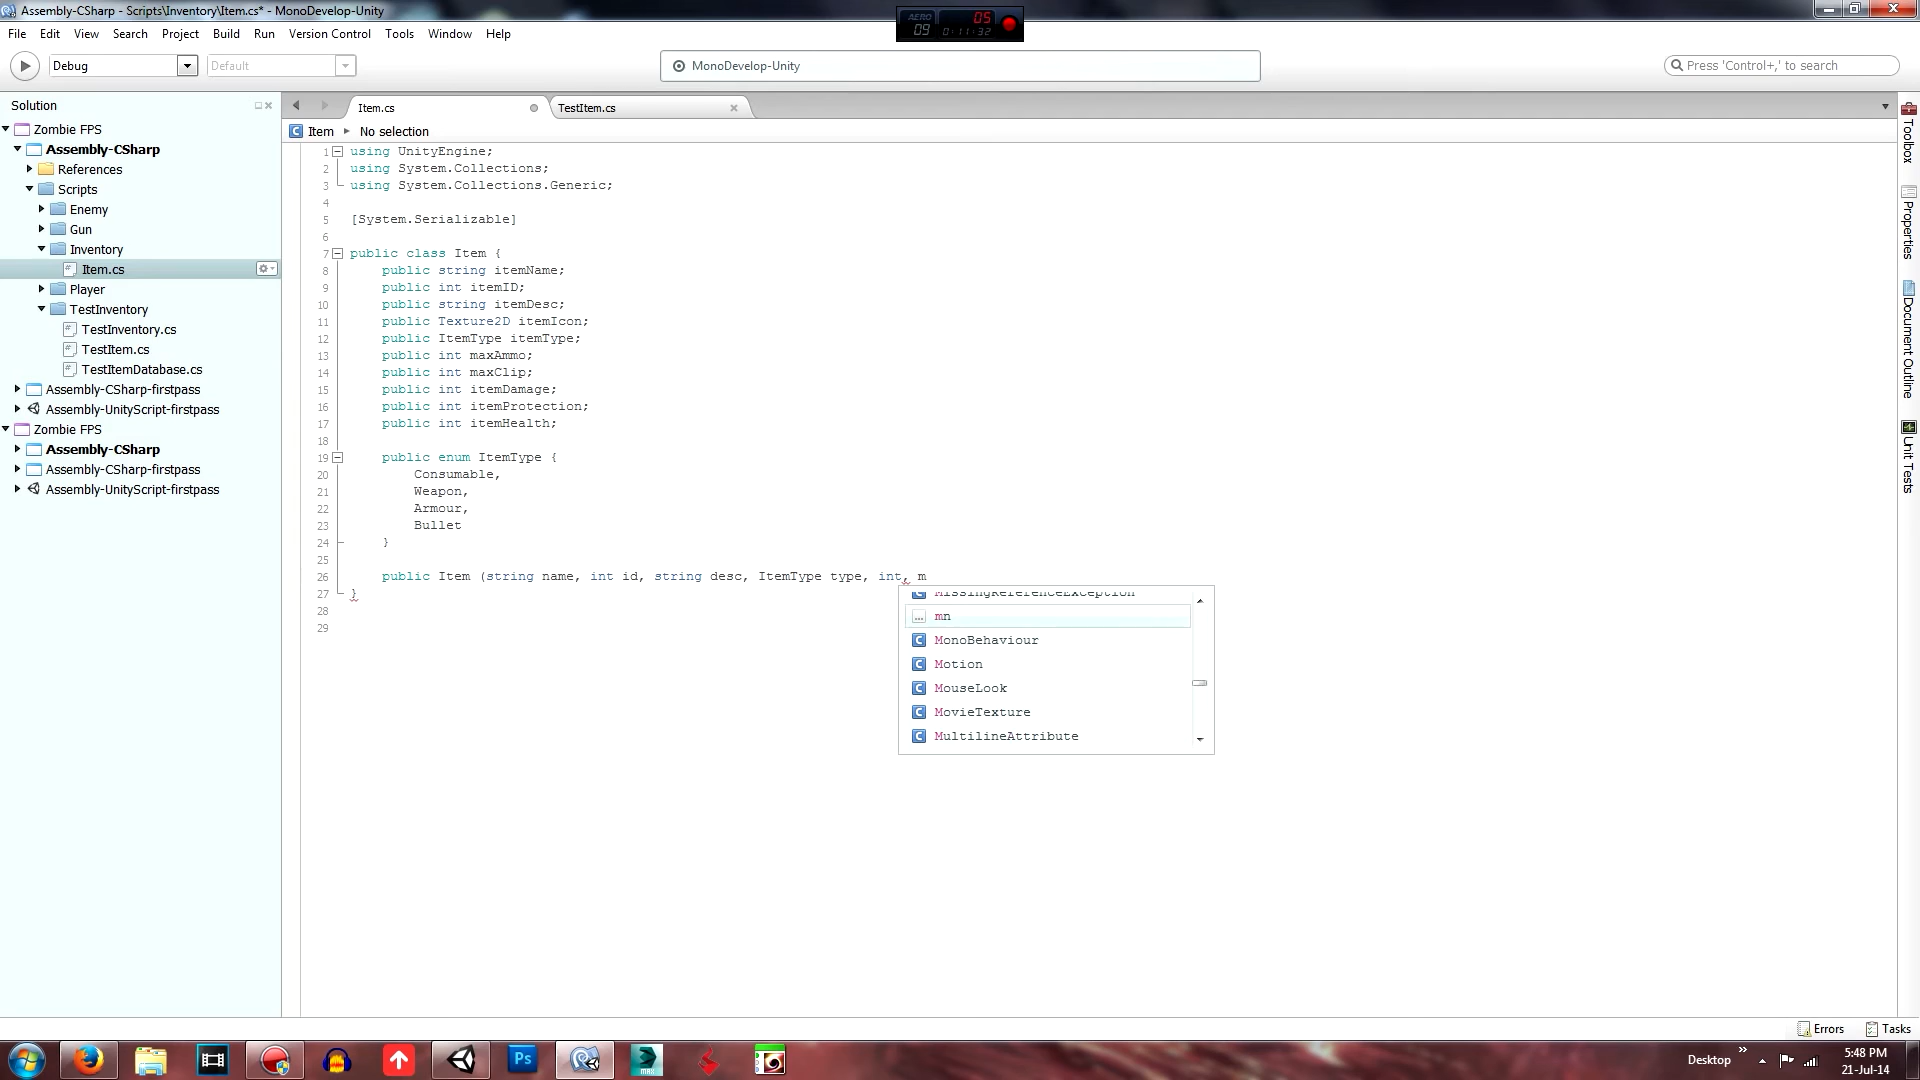 Assembly-CSharp - Scripts\Inventory\Item.cs* - MonoDevelop-Unity
AERO 09 05 0:11:32
File Edit View Search Project Build Run Version Control Tools Window Help
Debug Default MonoDevelop-Unity Press 'Control+,' to search
Solution
Item.cs TestItem.cs
Item No selection
Zombie FPS
Assembly-CSharp
References
Scripts
Enemy
Gun
Inventory
Item.cs
Player
TestInventory
TestInventory.cs
TestItem.cs
TestItemDatabase.cs
Assembly-CSharp-firstpass
Assembly-UnityScript-firstpass
Zombie FPS
Assembly-CSharp
Assembly-CSharp-firstpass
Assembly-UnityScript-firstpass
1 using UnityEngine;
2 using System.Collections;
3 using System.Collections.Generic;
4
5 [System.Serializable]
6
7 public class Item {
8 public string itemName;
9 public int itemID;
10 public string itemDesc;
11 public Texture2D itemIcon;
12 public ItemType itemType;
13 public int maxAmmo;
14 public int maxClip;
15 public int itemDamage;
16 public int itemProtection;
17 public int itemHealth;
18
19 public enum ItemType {
20 Consumable,
21 Weapon,
22 Armour,
23 Bullet
24 }
25
26 public Item (string name, int id, string desc, ItemType type, int, m
27 }
28
29
MissingReferenceException
mn
MonoBehaviour
Motion
MouseLook
MovieTexture
MultilineAttribute
Toolbox
Properties
Document Outline
Unit Tests
Errors Tasks
Ps
MAX
Desktop
5:48 PM
21-Jul-14